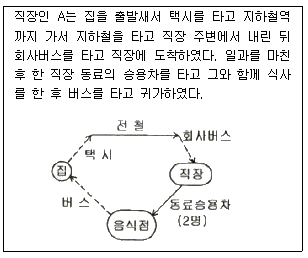 직장인 A는 집을 출발새서 택시를 타고 지하철역
까지 가서 지하철을 타고 직장 주변에서 내린 뒤
회사버스를 타고 직장에 도착하였다. 일과를 마친
후 한 직장 동료의 승용차를 타고 그와 함께 식사
를 한 후 버스를 타고 귀가하였다.
전 철
회사버스
택 시
집
직장
버 스
동료승용차
(2명)
음식점